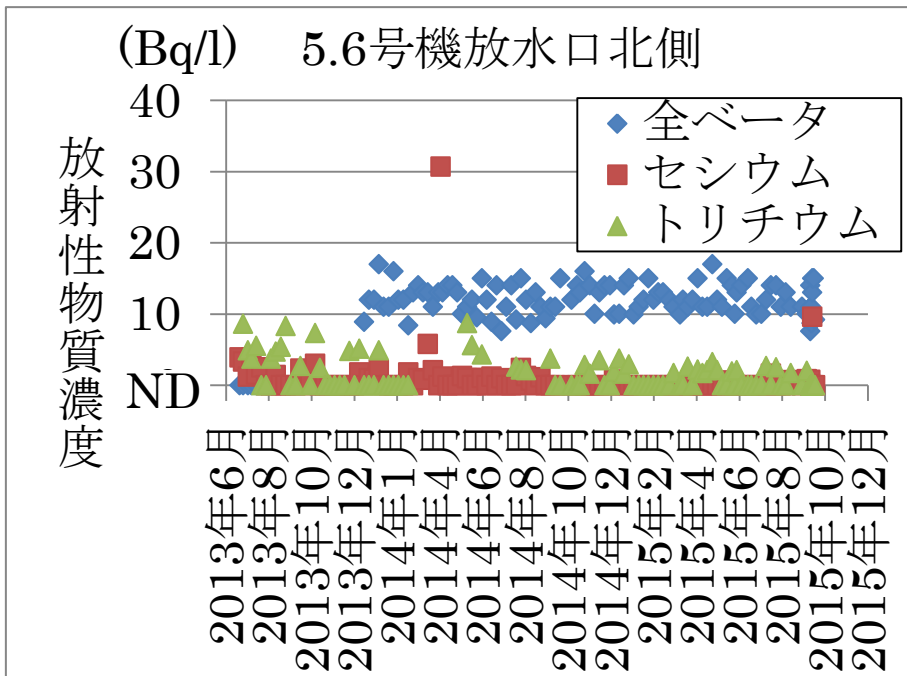 (Bq/l) 5.6号機放水口北側
40
30
20
10
ND
放射性物質濃度
全ベータ
セシウム
トリチウム
2013年6月
2013年8月
2013年10月
2013年12月
2014年1月
2014年4月
2014年6月
2014年8月
2014年10月
2014年12月
2015年2月
2015年4月
2015年6月
2015年8月
2015年10月
2015年12月